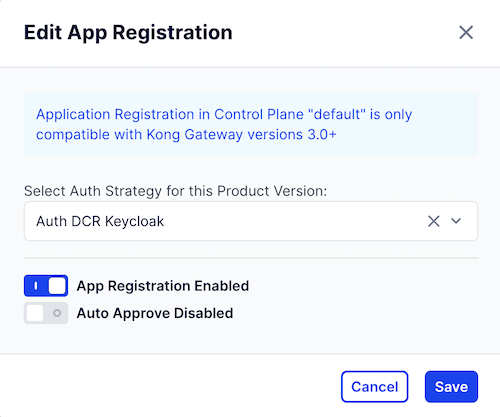 Edit App Registration
Application Registration in Control Plane "default" is only
compatible with Kong Gateway versions 3.0+
Select Auth Strategy for this Product Version:
Auth DCR Keycloak
App Registration Enabled
Auto Approve Disabled
Cancel
Save